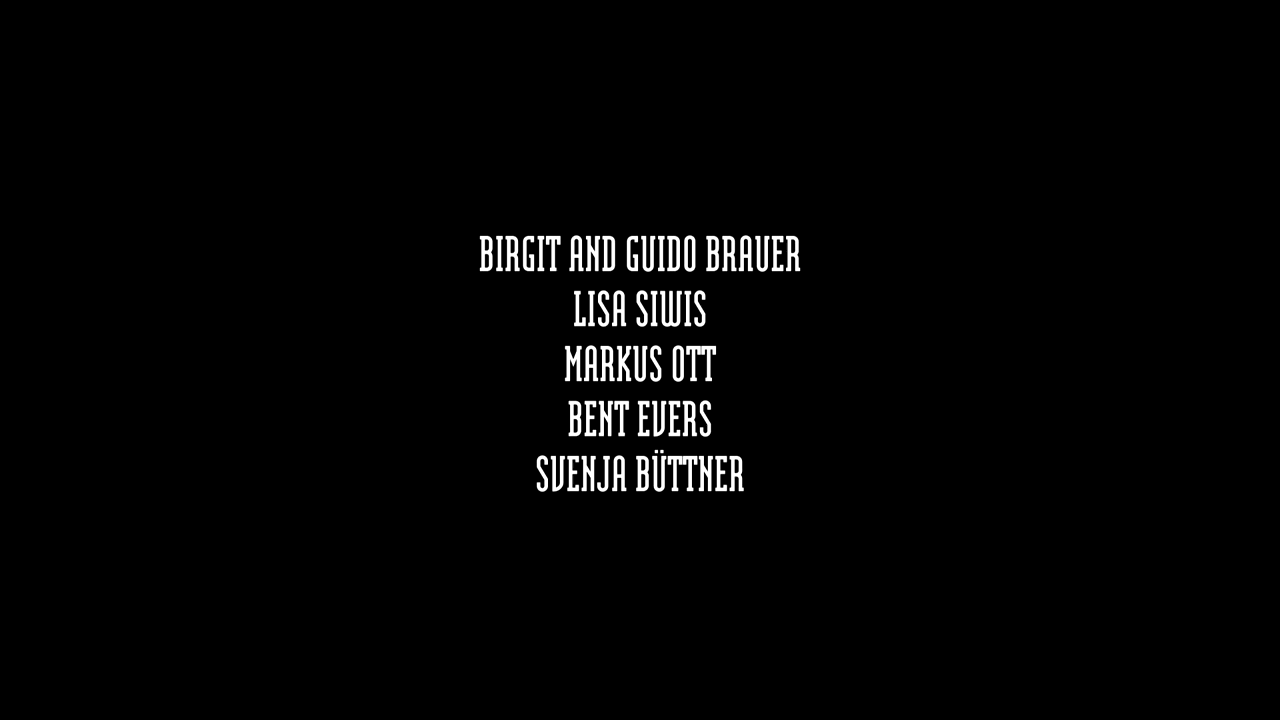 BIRGIT AND GUIDO BRAUER
LISA SIWIS
MARKUS OTT
BENT EVERS
SVENJA BÜTTNER